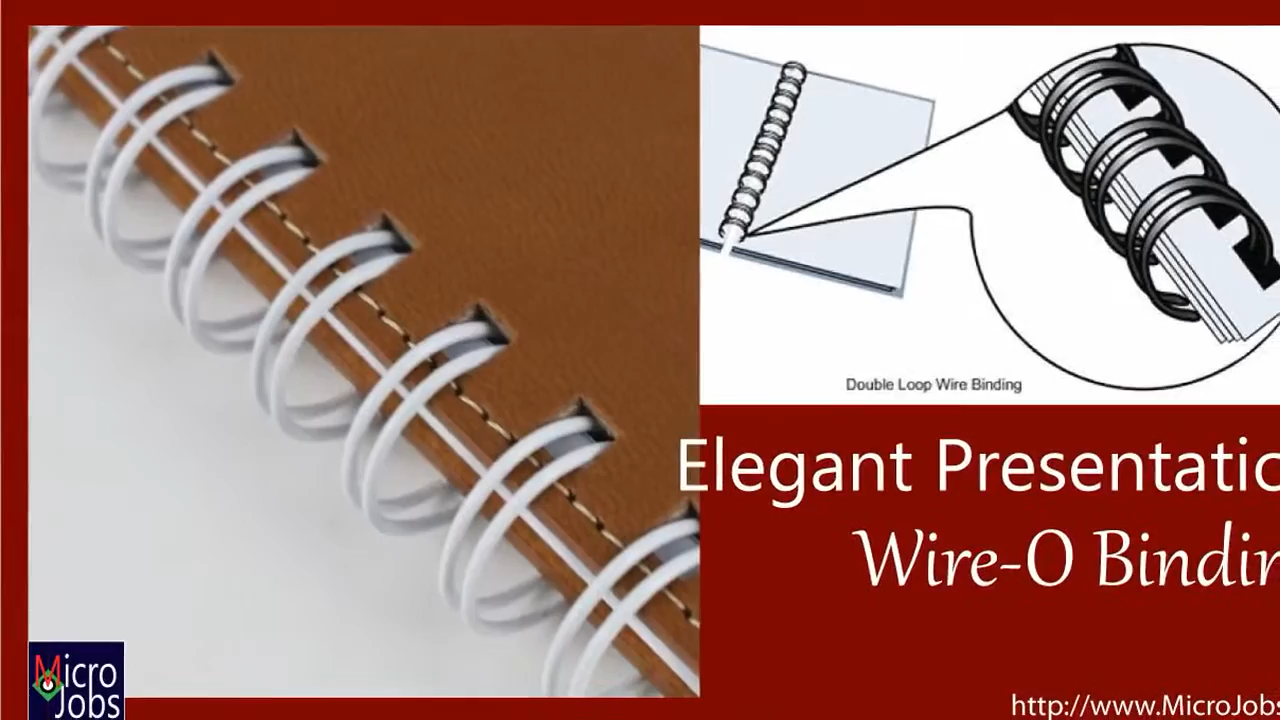 Double Loop Wire Binding
Elegant Presentatio
Wire-O Bindin
Micro
Jobs
http://www.MicroJobs